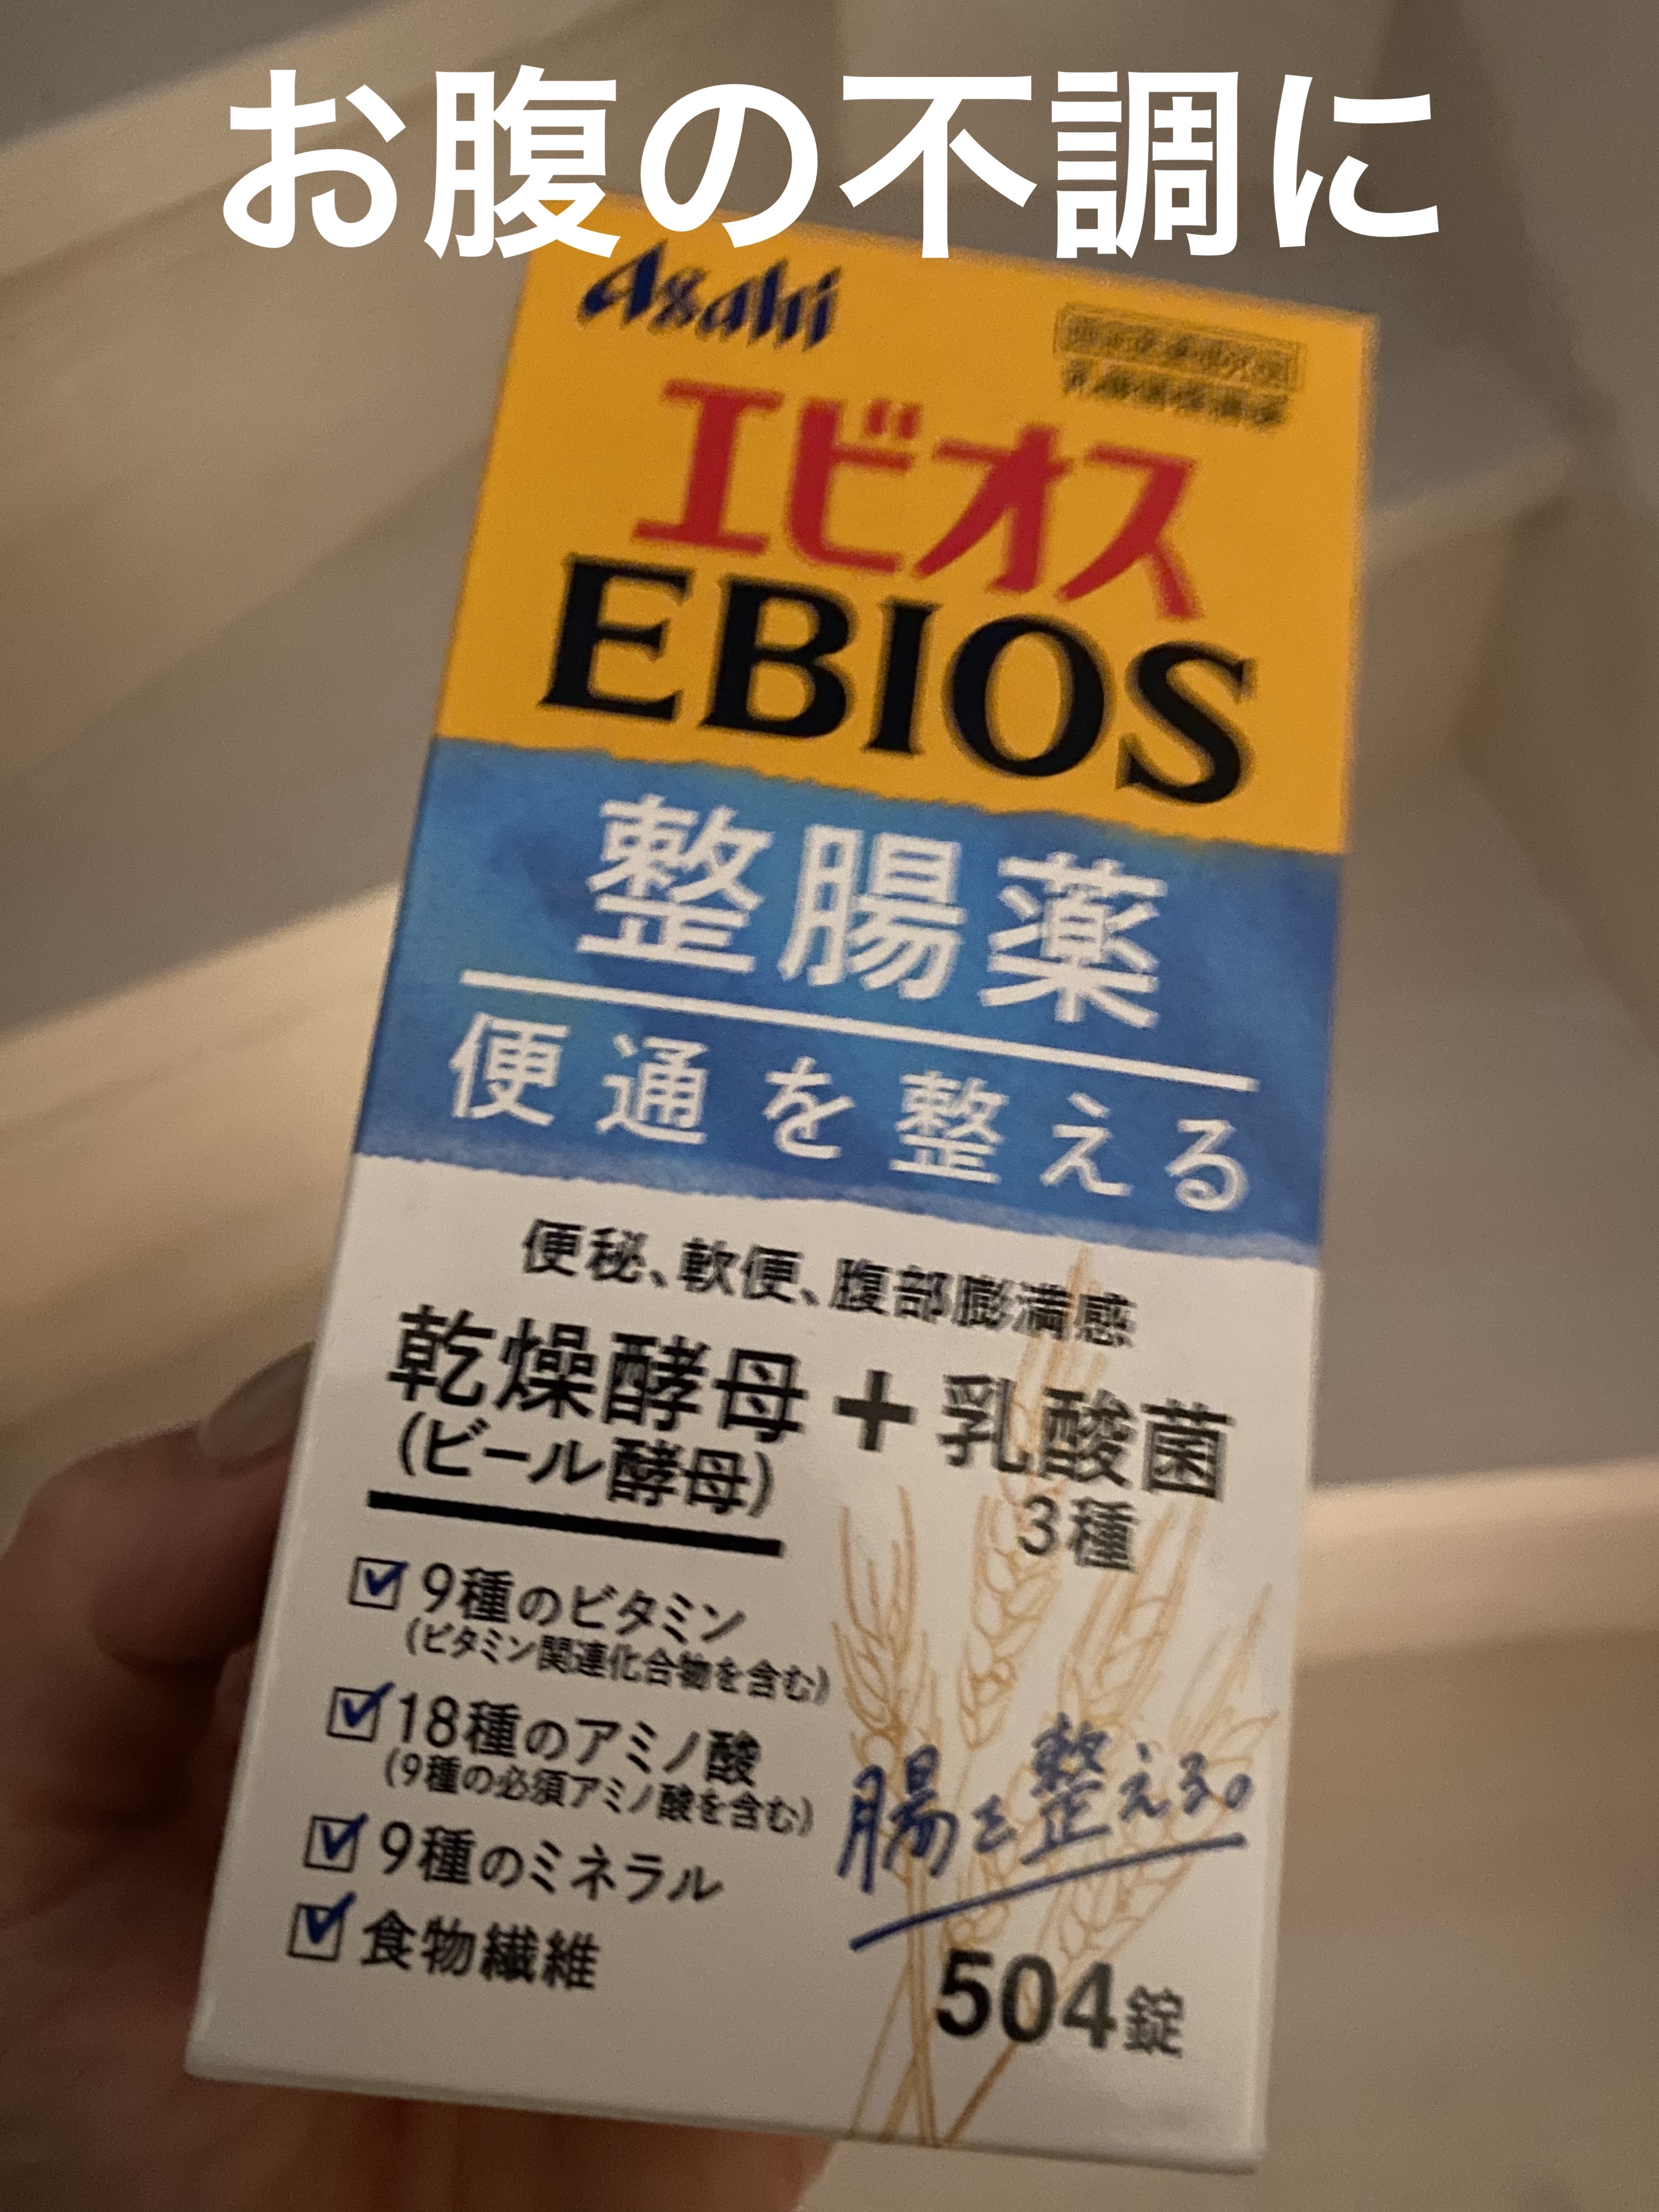 お腹の不調に
Asahi
エビオス
EBIOS
整腸薬
便通を整える
便秘、軟便、腹部膨満感
乾燥酵母+乳酸菌
(ビール酵母)
3種
9種のビタミン
(ビタミン関連化合物を含む)
18種のアミノ酸
(9種の必須アミノ酸を含む)
9種のミネラル
食物繊維
腸を整える。
504錠